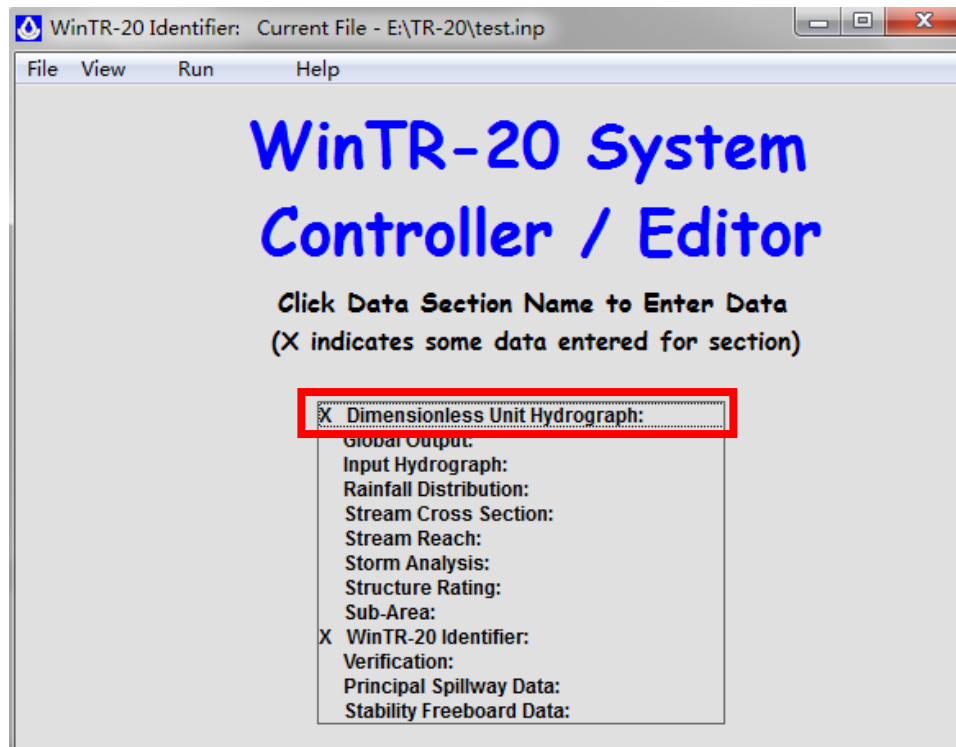 WinTR-20 Identifier: Current File - E:\TR-20\test.inp
File View Run Help
WinTR-20 System
Controller / Editor
Click Data Section Name to Enter Data
(X indicates some data entered for section)
X Dimensionless Unit Hydrograph:
Global Output:
Input Hydrograph:
Rainfall Distribution:
Stream Cross Section:
Stream Reach:
Storm Analysis:
Structure Rating:
Sub-Area:
X WinTR-20 Identifier:
Verification:
Principal Spillway Data:
Stability Freeboard Data: